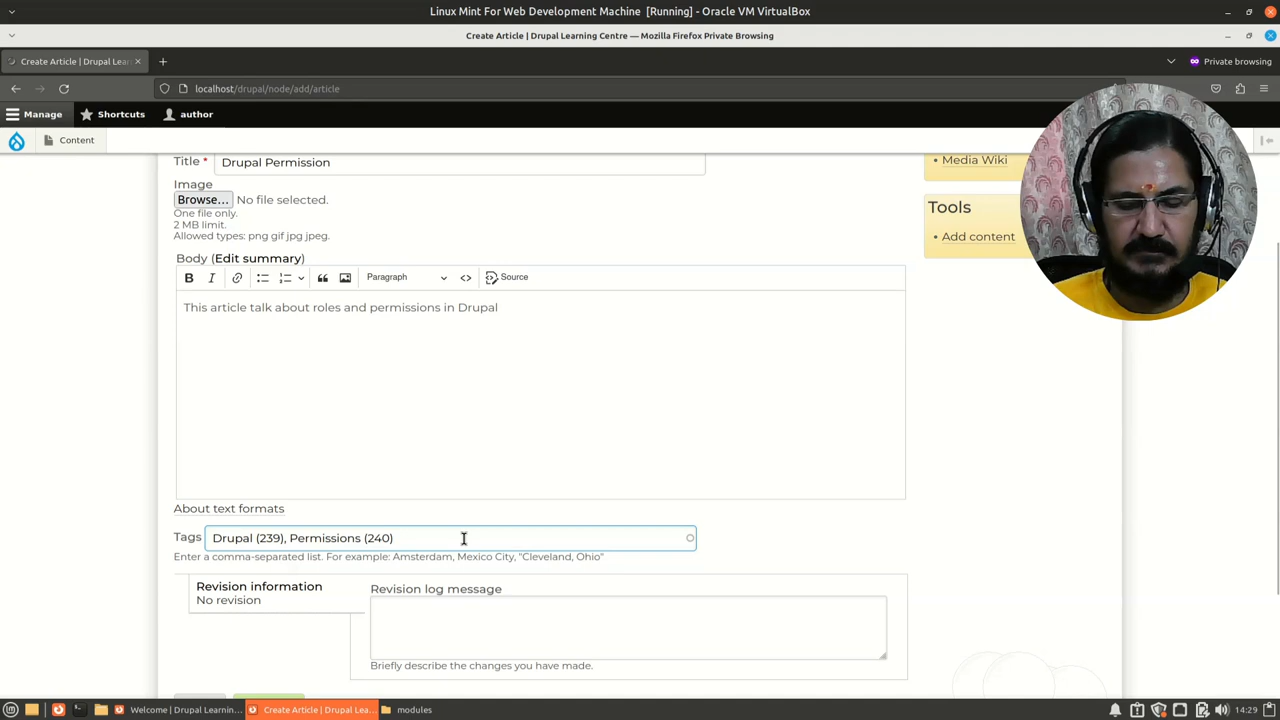 Linux Mint For Web Development Machine [Running] - Oracle VM VirtualBox
Create Article | Drupal Learning Centre — Mozilla Firefox Private Browsing
Create Article | Drupal Lear
Private browsing
localhost/drupal/node/add/article
Manage
Shortcuts
author
Content
Title *
Drupal Permission
Media Wiki
Image
Browse...
No file selected.
One file only.
2 MB limit.
Allowed types: png gif jpg jpeg.
Tools
Add content
Body (Edit summary)
B I
Paragraph
Source
This article talk about roles and permissions in Drupal
About text formats
Tags
Drupal (239), Permissions (240)
Enter a comma-separated list. For example: Amsterdam, Mexico City, "Cleveland, Ohio"
Revision information
No revision
Revision log message
Briefly describe the changes you have made.
Welcome | Drupal Learnin...
Create Article | Drupal Lea...
modules
14:29